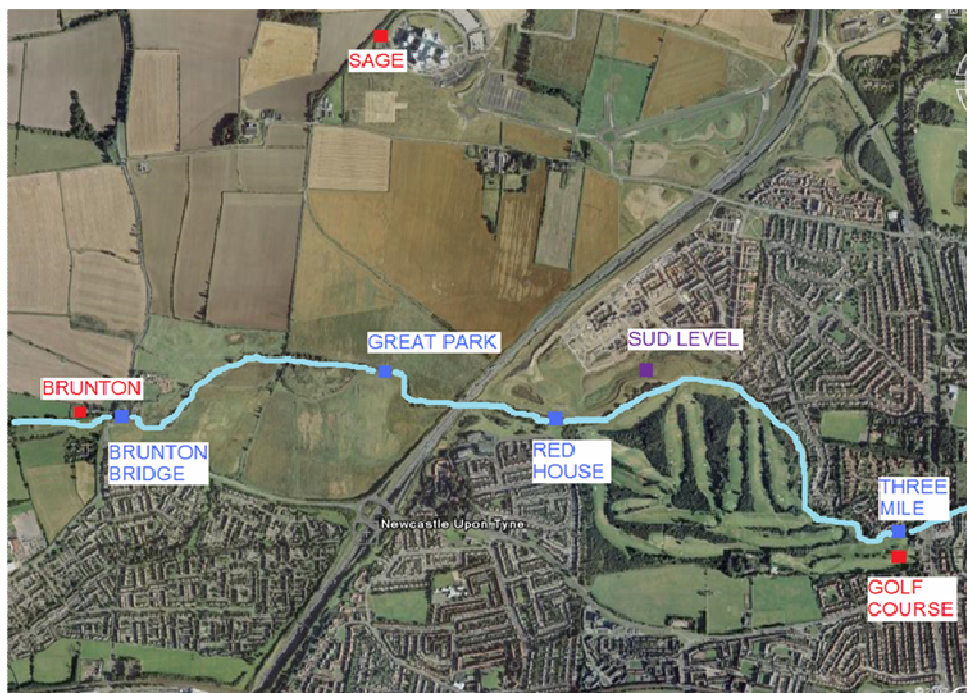 SAGE
GREAT PARK
SUD LEVEL
BRUNTON
BRUNTON
BRIDGE
RED
HOUSE
THREE
MILE
Newcastle Upon Tyne
GOLF
COURSE